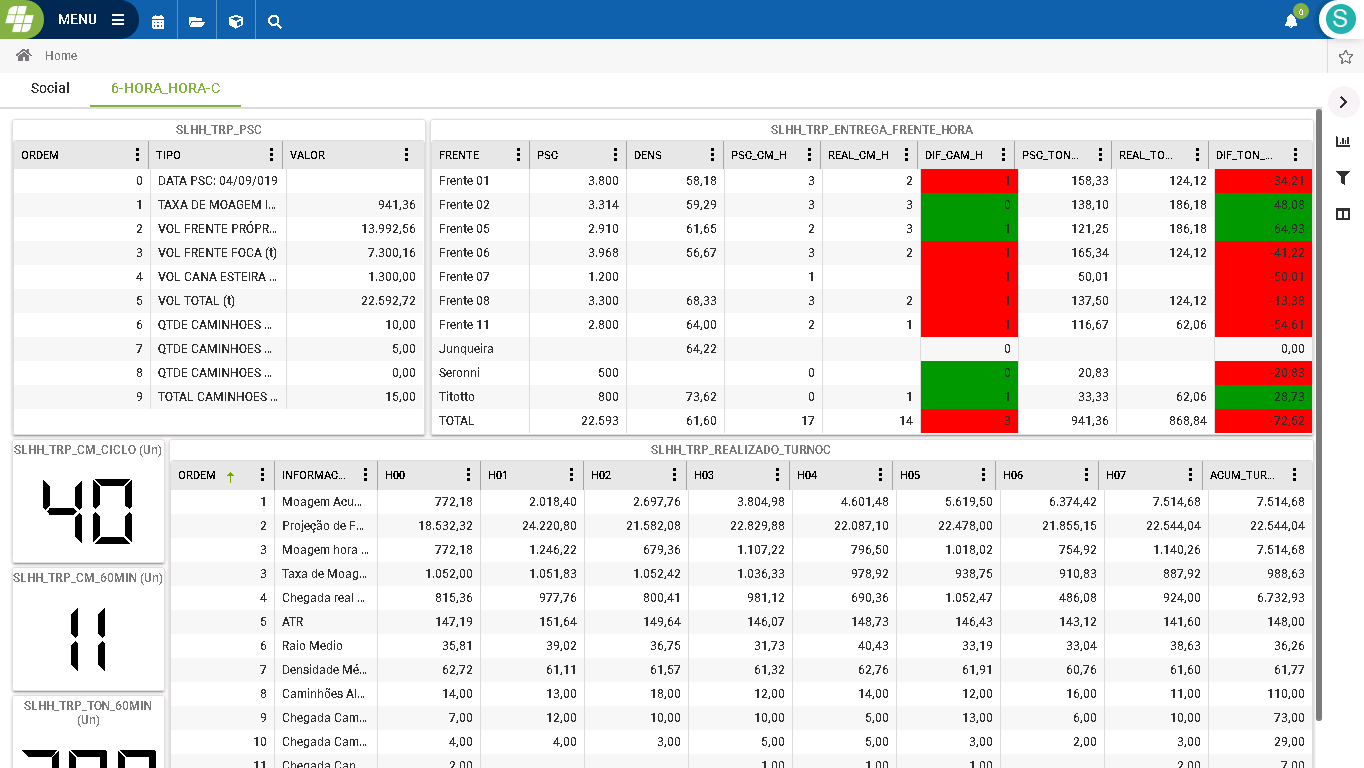 MENU
0
S
Home
Social 6-HORA_HORA-C
SLHH_TRP_PSC
ORDEM TIPO VALOR
0 DATA PSC: 04/09/019
1 TAXA DE MOAGEM I... 941,36
2 VOL FRENTE PRÓPR... 13.992,56
3 VOL FRENTE FOCA (t) 7.300,16
4 VOL CANA ESTEIRA ... 1.300,00
5 VOL TOTAL (t) 22.592,72
6 QTDE CAMINHOES ... 10,00
7 QTDE CAMINHOES ... 5,00
8 QTDE CAMINHOES ... 0,00
9 TOTAL CAMINHOES ... 15,00
SLHH_TRP_ENTREGA_FRENTE_HORA
FRENTE PSC DENS PSC_CM_H REAL_CM_H DIF_CAM_H PSC_TON... REAL_TO... DIF_TON_...
Frente 01 3.800 58,18 3 2 -1 158,33 124,12 -34,21
Frente 02 3.314 59,29 3 3 0 138,10 186,18 48,08
Frente 05 2.910 61,65 2 3 1 121,25 186,18 64,93
Frente 06 3.968 56,67 3 2 -1 165,34 124,12 -41,22
Frente 07 1.200 1 -1 50,01 -50,01
Frente 08 3.300 68,33 3 2 -1 137,50 124,12 -13,38
Frente 11 2.800 64,00 2 1 -1 116,67 62,06 -54,61
Junqueira 64,22 0 0,00
Seronni 500 0 0 20,83 -20,83
Titotto 800 73,62 0 1 1 33,33 62,06 28,73
TOTAL 22.593 61,60 17 14 3 941,36 868,84 -72,52
SLHH_TRP_CM_CICLO (Un)
40
SLHH_TRP_CM_60MIN (Un)
11
SLHH_TRP_TON_60MIN
(Un)
SLHH_TRP_REALIZADO_TURNOC
ORDEM INFORMAC... H00 H01 H02 H03 H04 H05 H06 H07 ACUM_TUR...
1 Moagem Acu... 772,18 2.018,40 2.697,76 3.804,98 4.601,48 5.619,50 6.374,42 7.514,68 7.514,68
2 Projeção de F... 18.532,32 24.220,80 21.582,08 22.829,88 22.087,10 22.478,00 21.855,15 22.544,04 22.544,04
3 Moagem hora ... 772,18 1.246,22 679,36 1.107,22 796,50 1.018,02 754,92 1.140,26 7.514,68
3 Taxa de Moag... 1.052,00 1.051,83 1.052,42 1.036,33 978,92 938,75 910,83 887,92 988,63
4 Chegada real ... 815,36 977,76 800,41 981,12 690,36 1.052,47 486,08 924,00 6.732,93
5 ATR 147,19 151,64 149,64 146,07 148,73 146,43 143,12 141,60 148,00
6 Raio Medio 35,81 39,02 36,75 31,73 40,43 33,19 33,04 38,63 36,26
7 Densidade Mé... 62,72 61,11 61,57 61,32 62,76 61,91 60,76 61,60 61,77
8 Caminhões Al... 14,00 13,00 18,00 12,00 14,00 12,00 16,00 11,00 110,00
9 Chegada Cam... 7,00 12,00 10,00 10,00 5,00 13,00 6,00 10,00 73,00
10 Chegada Cam... 4,00 4,00 3,00 5,00 5,00 3,00 2,00 3,00 29,00
11 Chegada Can... 2,00 1,00 1,00 1,00 2,00 7,00